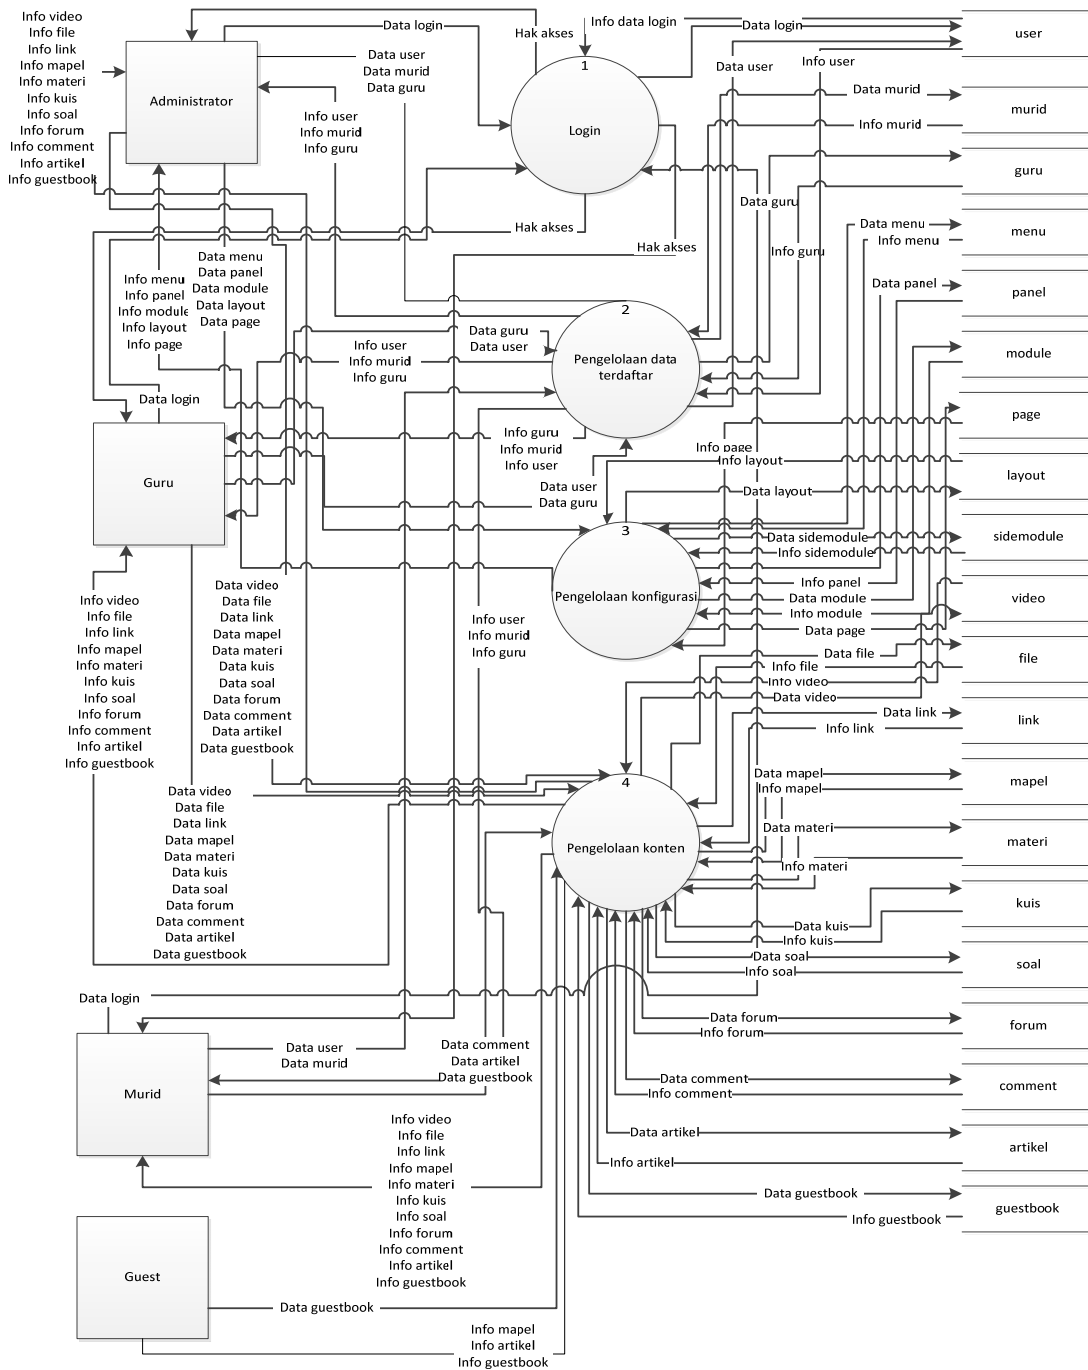 Info video
Info file
Info link
Info mapel
Info materi
Info kuis
Info soal
Info forum
Info comment
Info artikel
Info guestbook
Administrator
Data login
Hak akses
Info data login
Data login
1
Login
Data user
Data murid
Data guru
Info user
Info murid
Info guru
Data user
Info user
Data murid
Info murid
Data guru
Info guru
Hak akses
Hak akses
user
murid
guru
menu
panel
module
page
layout
sidemodule
video
file
link
mapel
materi
kuis
soal
forum
comment
artikel
guestbook
Data menu
Info menu
Data panel
Info menu
Info panel
Info module
Info layout
Info page
Data menu
Data panel
Data module
Data layout
Data page
2
Pengelolaan data
terdaftar
Data guru
Data user
Info user
Info murid
Info guru
Data login
Guru
Info guru
Info murid
Info user
Data user
Data guru
Info page
Info layout
Data layout
3
Pengelolaan konfigurasi
Data sidemodule
Info sidemodule
Info panel
Data module
Info module
Data page
Data file
Info file
Info video
Data video
Data link
Info link
Info video
Info file
Info link
Info mapel
Info materi
Info kuis
Info soal
Info forum
Info comment
Info artikel
Info guestbook
Data video
Data file
Data link
Data mapel
Data materi
Data kuis
Data soal
Data forum
Data comment
Data artikel
Data guestbook
Info user
Info murid
Info guru
Data video
Data file
Data link
Data mapel
Data materi
Data kuis
Data soal
Data forum
Data comment
Data artikel
Data guestbook
4
Pengelolaan konten
Data mapel
Info mapel
Data materi
Info materi
Data kuis
Info kuis
Data soal
Info soal
Data forum
Info forum
Data comment
Info comment
Data artikel
Info artikel
Data guestbook
Info guestbook
Data login
Murid
Data user
Data murid
Data comment
Data artikel
Data guestbook
Info video
Info file
Info link
Info mapel
Info materi
Info kuis
Info soal
Info forum
Info comment
Info artikel
Info guestbook
Guest
Data guestbook
Info mapel
Info artikel
Info guestbook